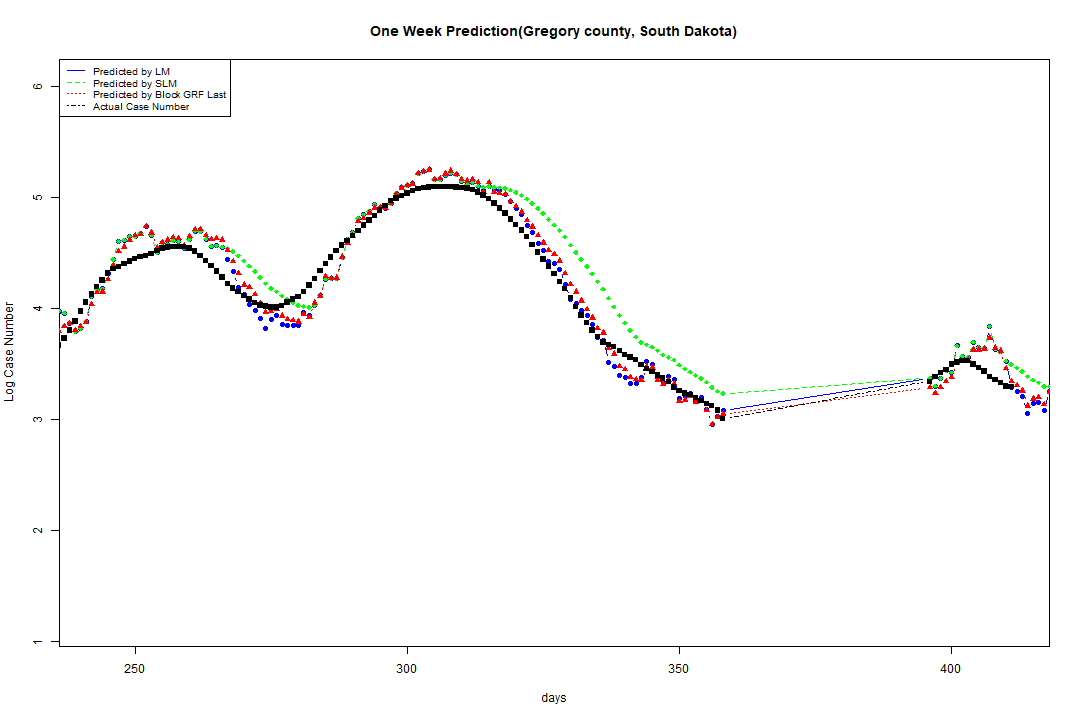 One Week Prediction(Gregory county, South Dakota)
Predicted by LM
Predicted by SLM
Predicted by Block GRF Last
Actual Case Number
6
5
4
3
2
1
Log Case Number
250
300
350
400
days